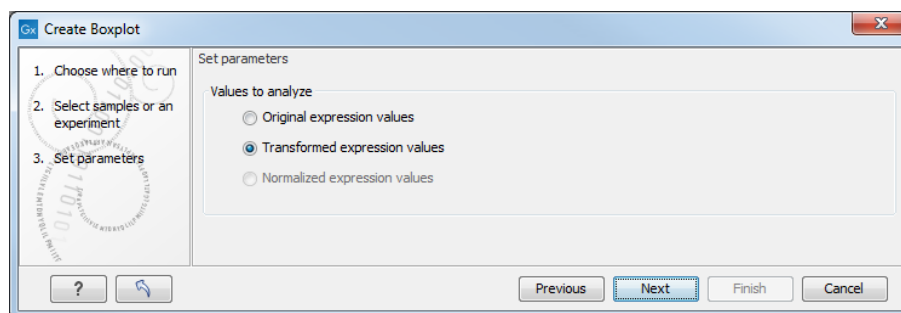 Gx Create Boxplot
X
Set parameters
1. Choose where to run
2. Select samples or an
experiment
3. Set parameters
Values to analyze
Original expression values
Transformed expression values
Normalized expression values
?
Previous
Next
Finish
Cancel